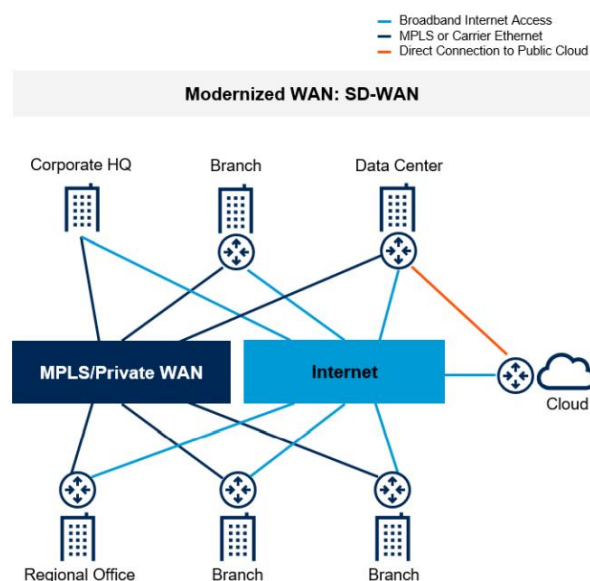 Broadband Internet Access
MPLS or Carrier Ethernet
Direct Connection to Public Cloud
Modernized WAN: SD-WAN
Corporate HQ
Branch
Data Center
MPLS/Private WAN
Internet
Cloud
Regional Office
Branch
Branch